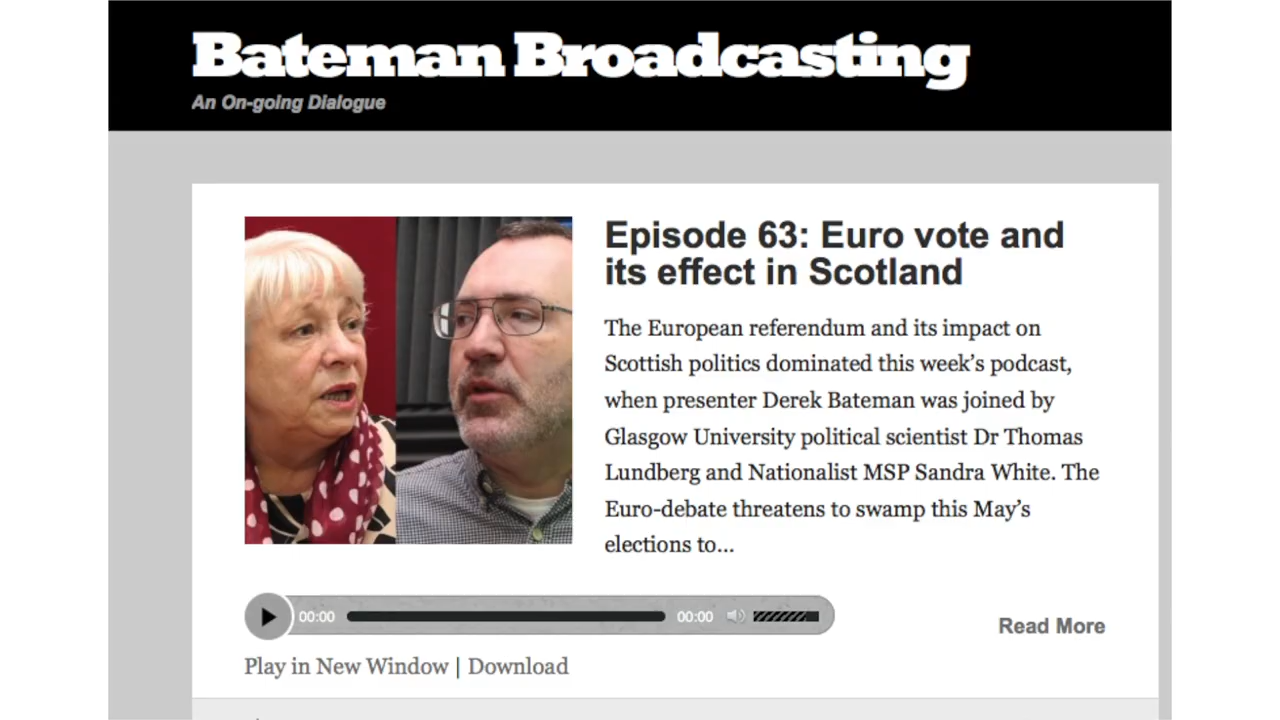 Bateman Broadcasting
An On-going Dialogue
Episode 63: Euro vote and
its effect in Scotland
The European referendum and its impact on
Scottish politics dominated this week’s podcast,
when presenter Derek Bateman was joined by
Glasgow University political scientist Dr Thomas
Lundberg and Nationalist MSP Sandra White. The
Euro-debate threatens to swamp this May’s
elections to...
00:00 00:00
Read More
Play in New Window | Download